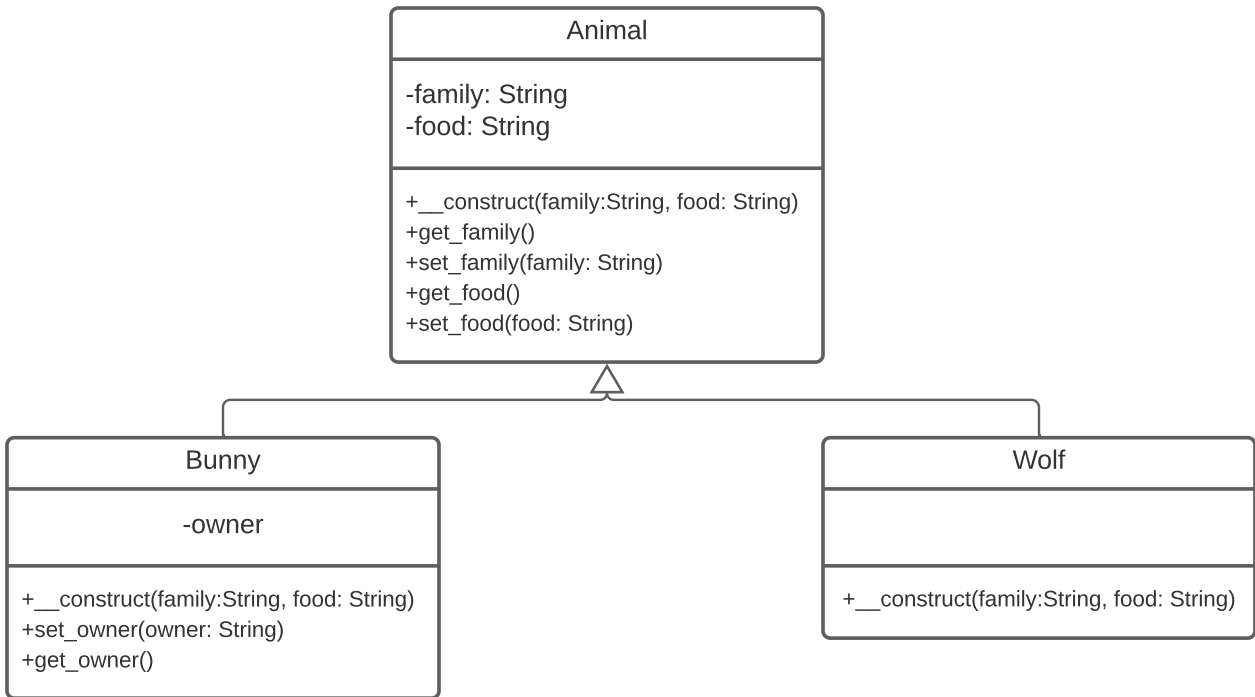 Animal
-family: String
-food: String
+__construct(family:String, food: String)
+get_family()
+set_family(family: String)
+get_food()
+set_food(food: String)
Bunny
-owner
+__construct(family:String, food: String)
+set_owner(owner: String)
+get_owner()
Wolf
+__construct(family:String, food: String)